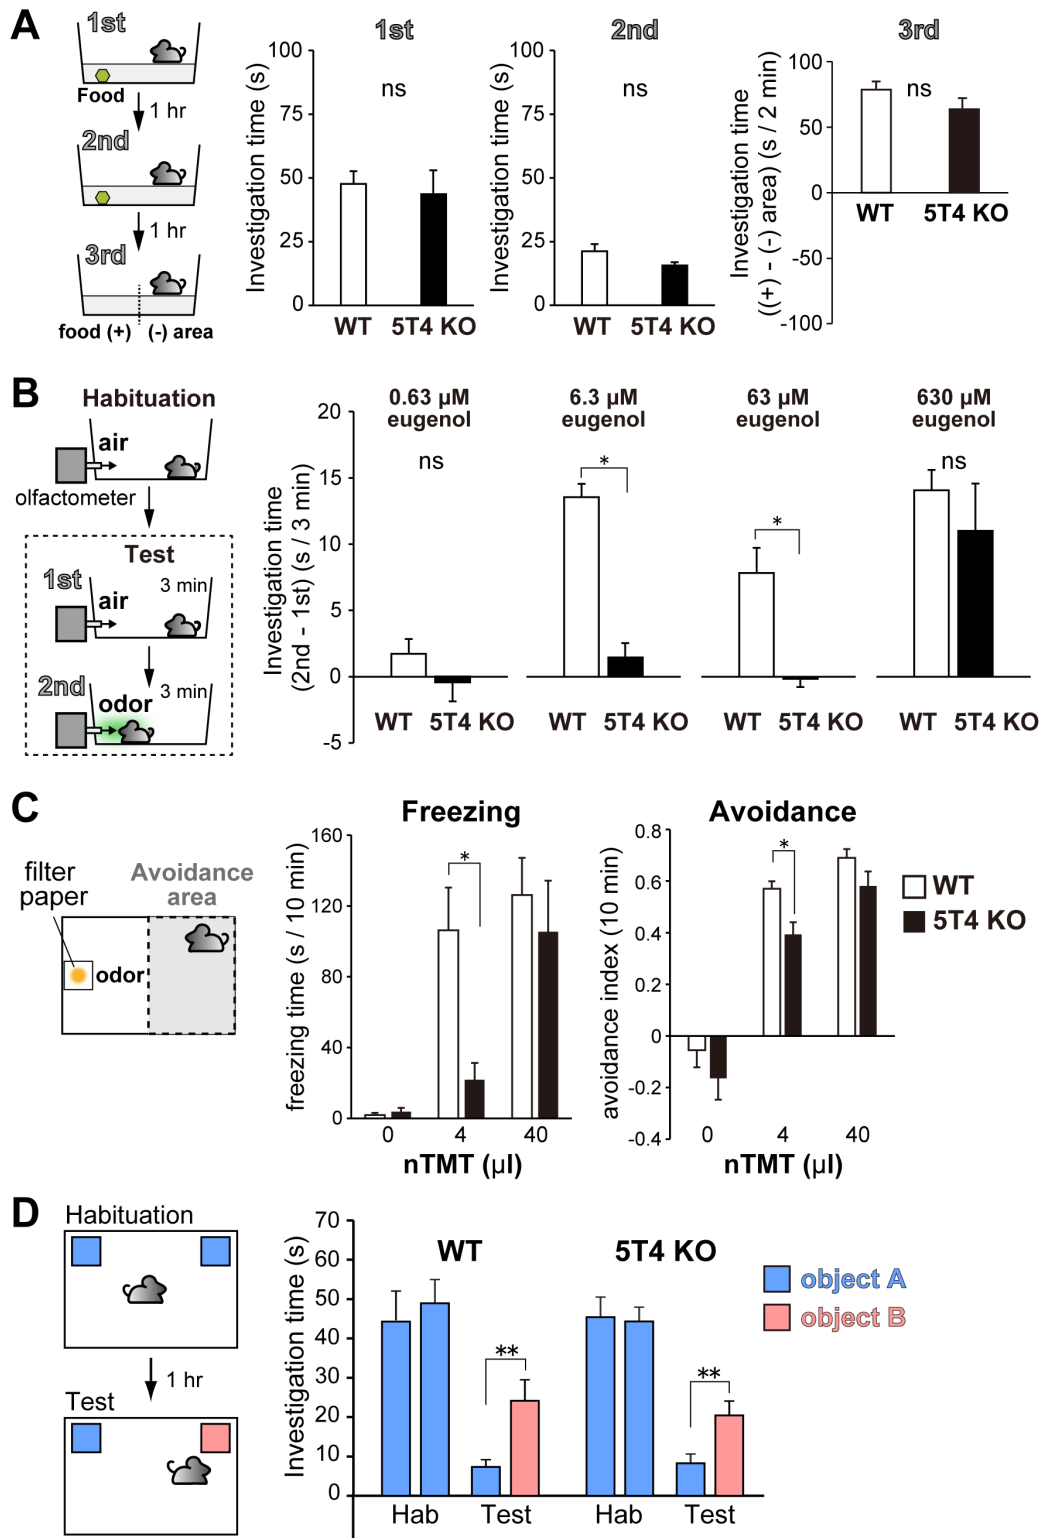 A
1st
Food
1 hr
2nd
1 hr
3rd
food (+)
(-) area
1st
Investigation time (s)
100
75
50
25
0
ns
WT
5T4 KO
2nd
Investigation time (s)
100
75
50
25
0
ns
WT
5T4 KO
3rd
Investigation time
((+) - (-) area) (s / 2 min)
100
50
0
-50
-100
ns
WT
5T4 KO
B
Habituation
air
olfactometer
Test
1st
3 min
air
2nd
3 min
odor
Investigation time
(2nd - 1st) (s / 3 min)
20
15
10
5
0
-5
0.63 µM
eugenol
ns
WT
5T4 KO
6.3 µM
eugenol
*
WT
5T4 KO
63 µM
eugenol
*
WT
5T4 KO
630 µM
eugenol
ns
WT
5T4 KO
C
filter
paper
Avoidance
area
odor
Freezing
freezing time (s / 10 min)
160
120
80
40
0
*
0
4
40
nTMT (µl)
Avoidance
avoidance index (10 min)
0.8
0.6
0.4
0.2
0
-0.2
-0.4
*
0
4
40
nTMT (µl)
WT
5T4 KO
D
Habituation
1 hr
Test
Investigation time (s)
70
60
50
40
30
20
10
0
WT
5T4 KO
**
**
Hab
Test
Hab
Test
object A
object B